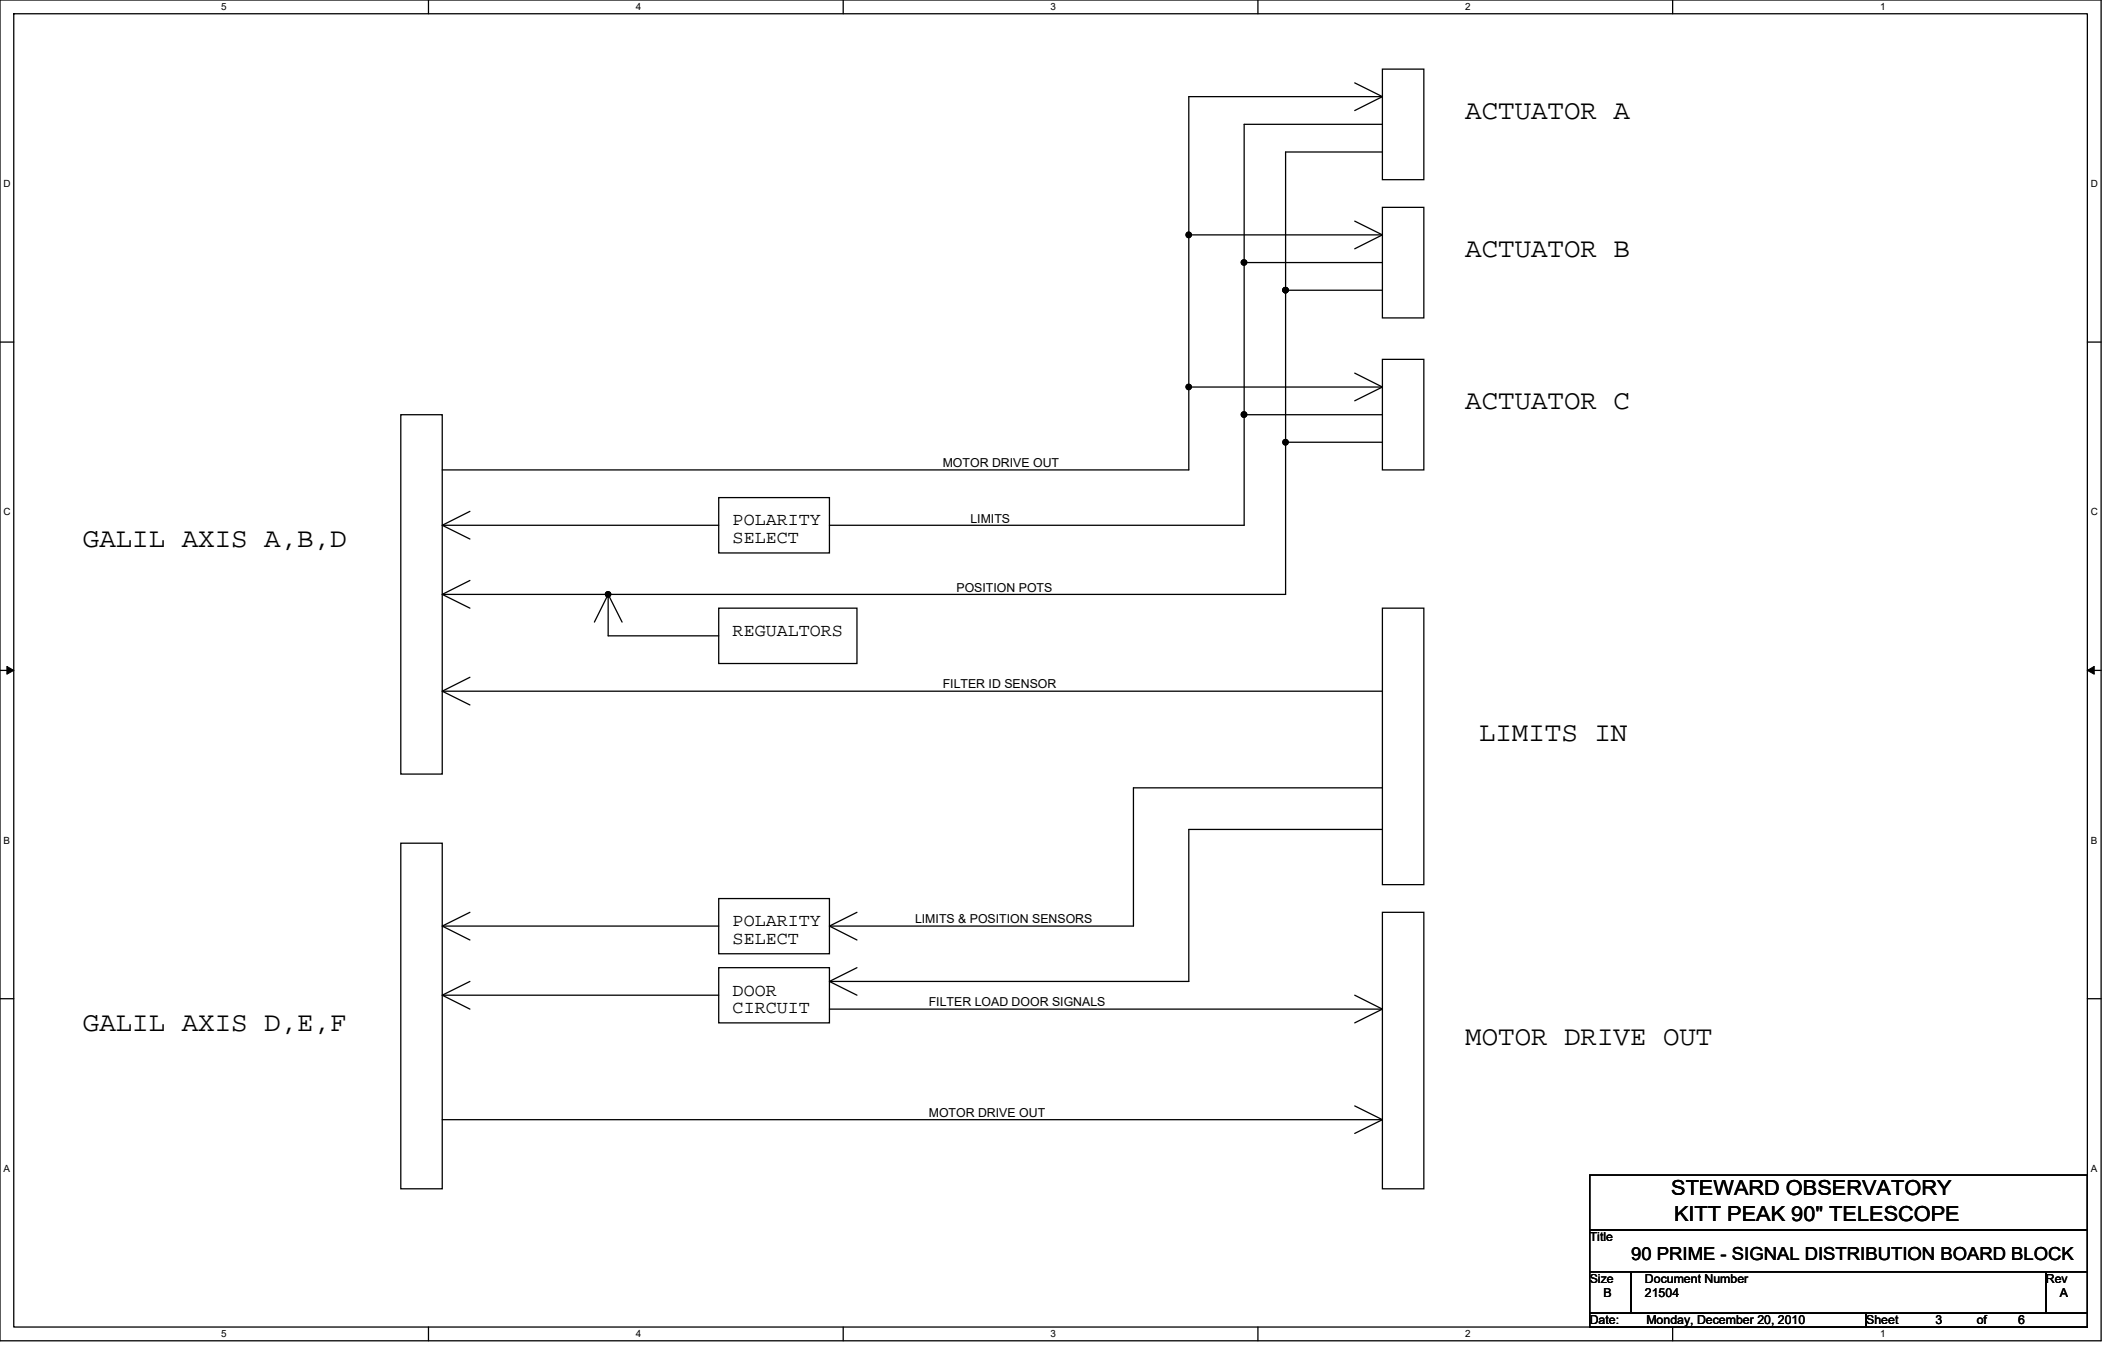 5 4 3 2 1
ACTUATOR A
D D
ACTUATOR B
ACTUATOR C
MOTOR DRIVE OUT
C C
POLARITY
SELECT
LIMITS
GALIL AXIS A,B,D
POSITION POTS
REGUALTORS
FILTER ID SENSOR
LIMITS IN
B B
POLARITY
SELECT
LIMITS & POSITION SENSORS
DOOR
CIRCUIT
FILTER LOAD DOOR SIGNALS
GALIL AXIS D,E,F
MOTOR DRIVE OUT
MOTOR DRIVE OUT
A A
STEWARD OBSERVATORY
KITT PEAK 90" TELESCOPE
Title
90 PRIME - SIGNAL DISTRIBUTION BOARD BLOCK
Size Document Number Rev
B 21504 A
Date: Monday, December 20, 2010 Sheet 3 of 6
5 4 3 2 1